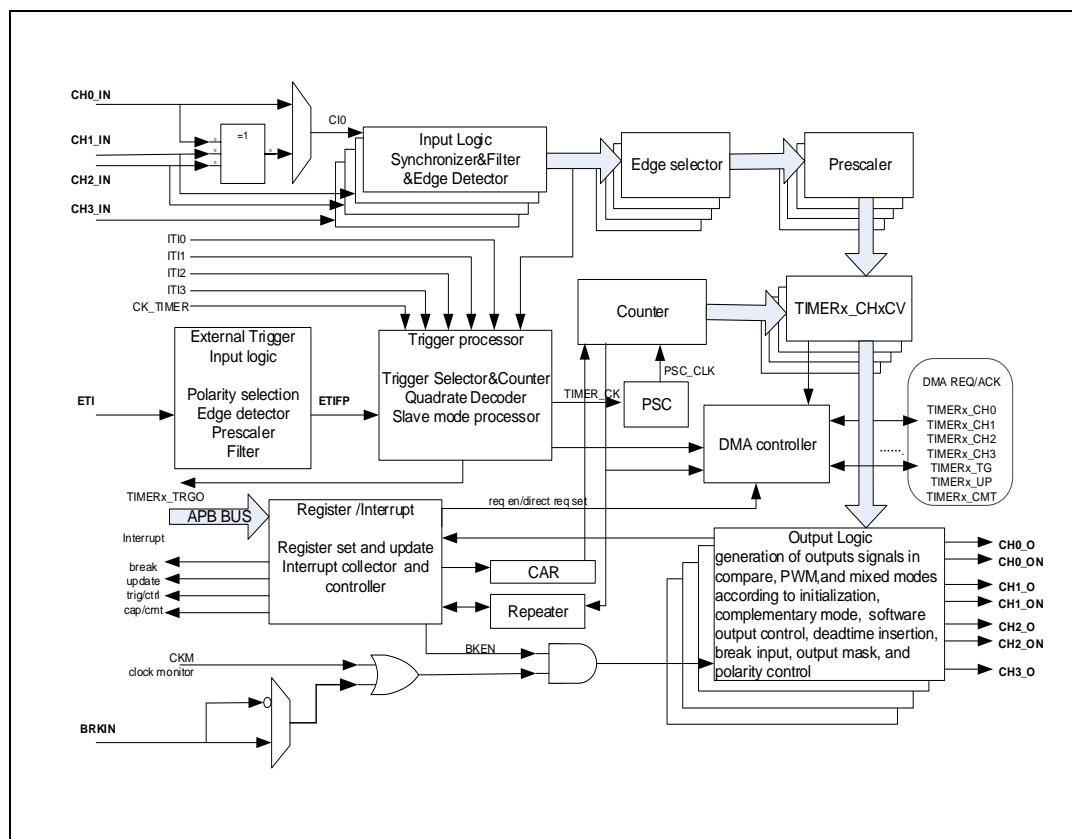 CH0_IN
CH1_IN
CH2_IN
CH3_IN
=1
CI0
Input Logic
Synchronizer&Filter
&Edge Detector
Edge selector
Prescaler
ITI0
ITI1
ITI2
ITI3
CK_TIMER
Counter
TIMERx_CHxCV
External Trigger
Input logic
Polarity selection
Edge detector
Prescaler
Filter
ETI
ETIFP
Trigger processor
Trigger Selector&Counter
Quadrate Decoder
Slave mode processor
TIMER_CK
PSC_CLK
PSC
DMA controller
DMA REQ/ACK
TIMERx_CH0
TIMERx_CH1
TIMERx_CH2
TIMERx_CH3
TIMERx_TG
TIMERx_UP
TIMERx_CMT
.......
TIMERx_TRGO
APB BUS
Register /Interrupt
Register set and update
Interrupt collector and
controller
req en/direct req set
Interrupt
break
update
trig/ctrl
cap/cmt
CAR
Repeater
Output Logic
generation of outputs signals in
compare, PWM,and mixed modes
according to initialization,
complementary mode, software
output control, deadtime insertion,
break input, output mask, and
polarity control
CH0_O
CH0_ON
CH1_O
CH1_ON
CH2_O
CH2_ON
CH3_O
BKEN
CKM
clock monitor
BRKIN